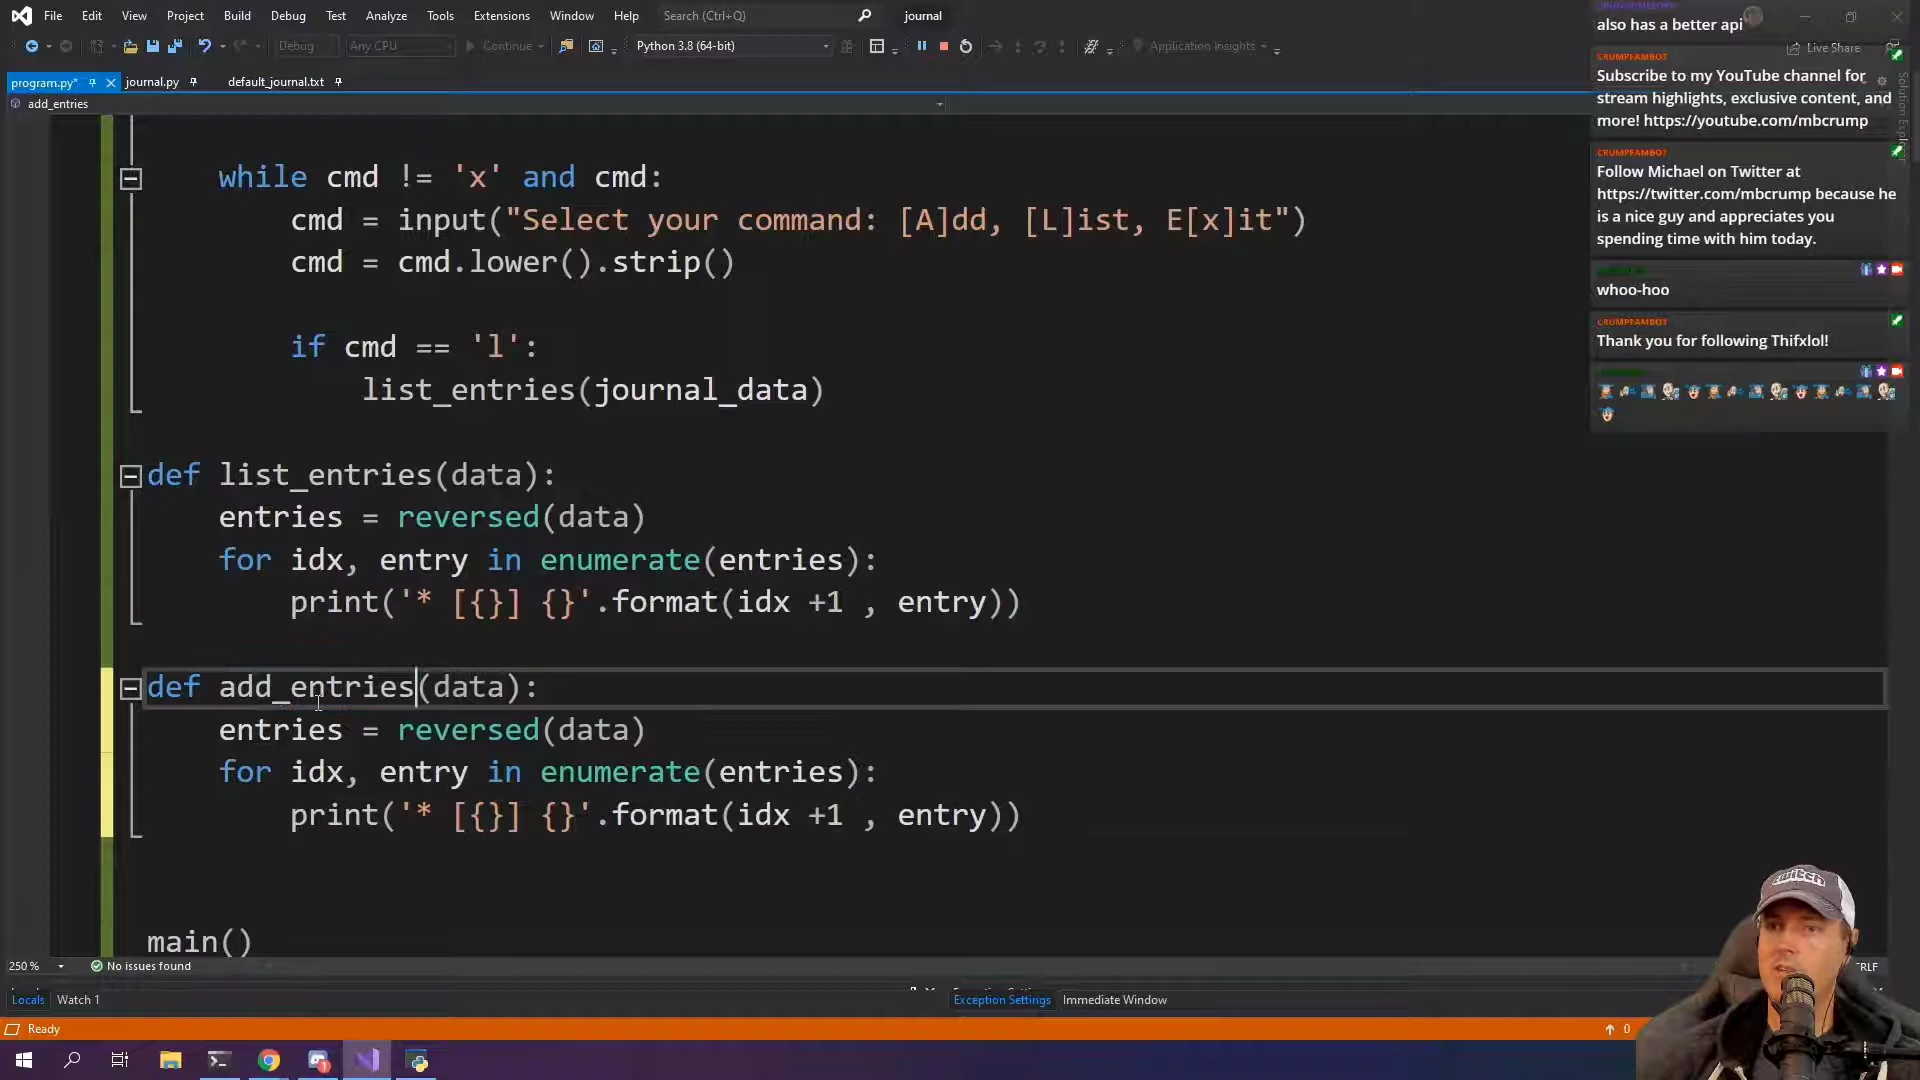 File Edit View Project Build Debug Test Analyze Tools Extensions Window Help Search (Ctrl+Q) journal
Debug Any CPU Continue Python 3.8 (64-bit) Application Insights Live Share
program.py* journal.py default_journal.txt
add_entries
while cmd != 'x' and cmd:
cmd = input("Select your command: [A]dd, [L]ist, E[x]it")
cmd = cmd.lower().strip()
if cmd == 'l':
list_entries(journal_data)
def list_entries(data):
entries = reversed(data)
for idx, entry in enumerate(entries):
print('* [{}] {}'.format(idx +1 , entry))
def add_entries(data):
entries = reversed(data)
for idx, entry in enumerate(entries):
print('* [{}] {}'.format(idx +1 , entry))
main()
250 % No issues found
Locals Watch 1 Exception Settings Immediate Window
Ready 0
also has a better api
CRUMPFAMBOT
Subscribe to my YouTube channel for
stream highlights, exclusive content, and
more! https://youtube.com/mbcrump
CRUMPFAMBOT
Follow Michael on Twitter at
https://twitter.com/mbcrump because he
is a nice guy and appreciates you
spending time with him today.
whoo-hoo
CRUMPFAMBOT
Thank you for following Thifxlol!
Solution Explorer
twitch